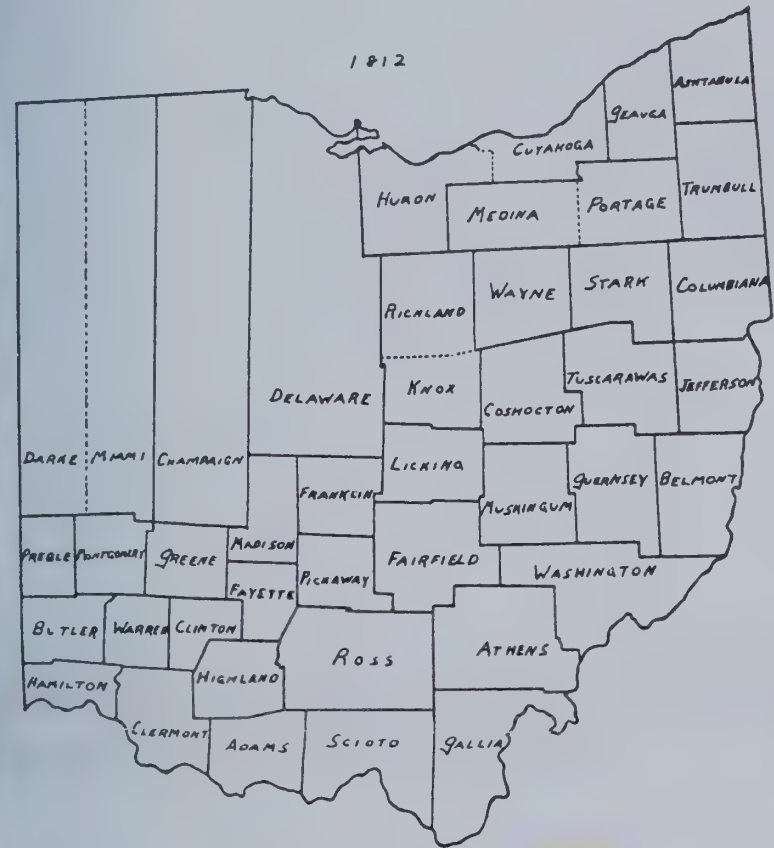 1812
ASHTABULA
GEAUGA
CUYAHOGA
TRUMBULL
HURON
MEDINA
PORTAGE
RICHLAND
WAYNE
STARK
COLUMBIANA
DELAWARE
KNOX
COSHOCTON
TUSCARAWAS
JEFFERSON
DARKE
MIAMI
CHAMPAIGN
LICKING
GUERNSEY
BELMONT
FRANKLIN
MUSKINGUM
PREBLE
MONTGOMERY
GREENE
MADISON
FAIRFIELD
WASHINGTON
PICKAWAY
FAYETTE
BUTLER
WARREN
CLINTON
ROSS
ATHENS
HAMILTON
HIGHLAND
CLERMONT
ADAMS
SCIOTO
GALLIA